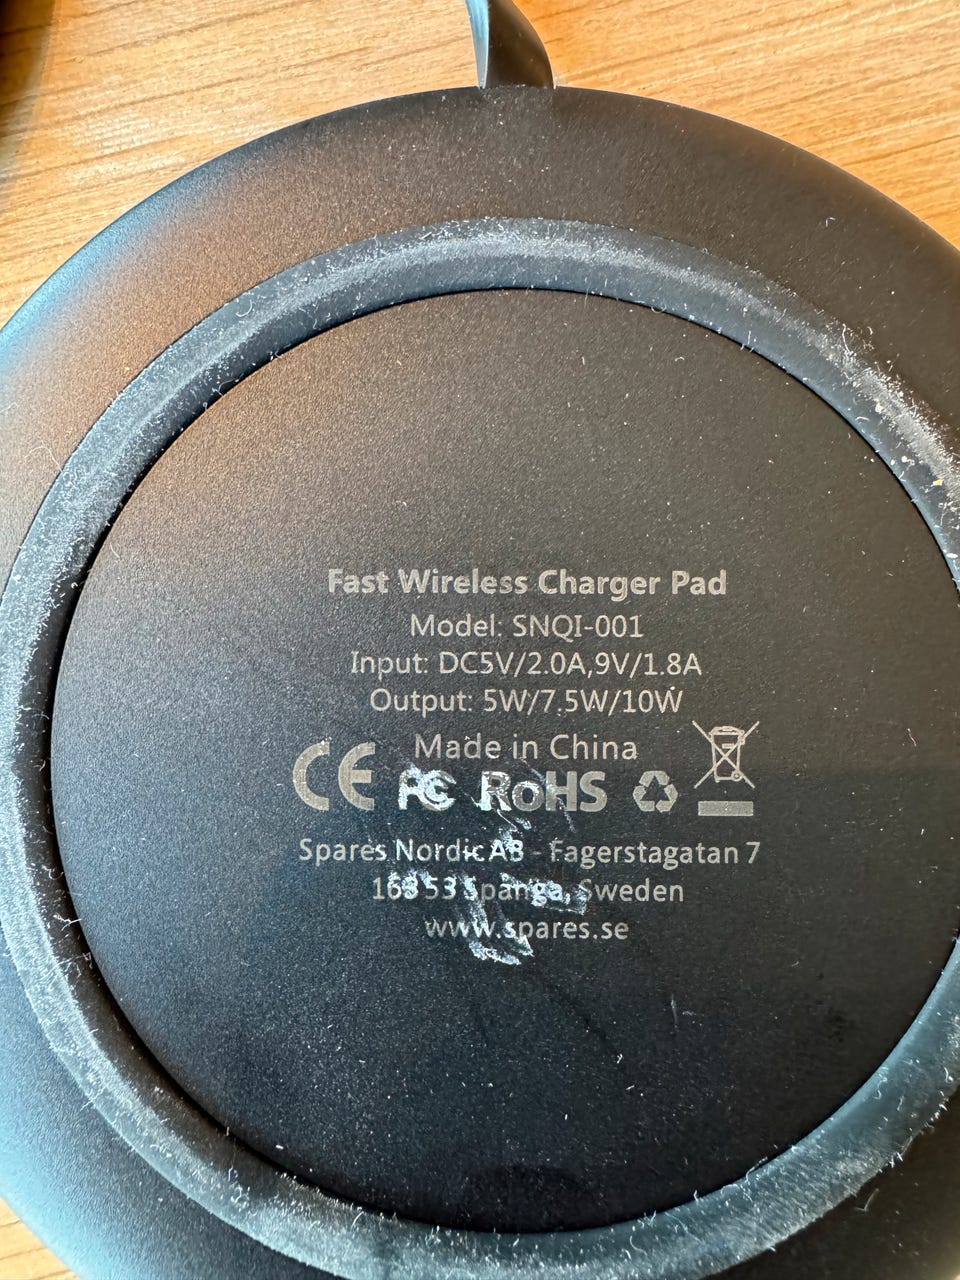 Fast Wireless Charger Pad
Model: SNQI-001
Input: DC5V/2.0A,9V/1.8A
Output: 5W/7.5W/10W
Made in China
CE FC RoHS
Spares Nordic AB - Fagerstagatan 7
163 53 Spånga, Sweden
www.spares.se